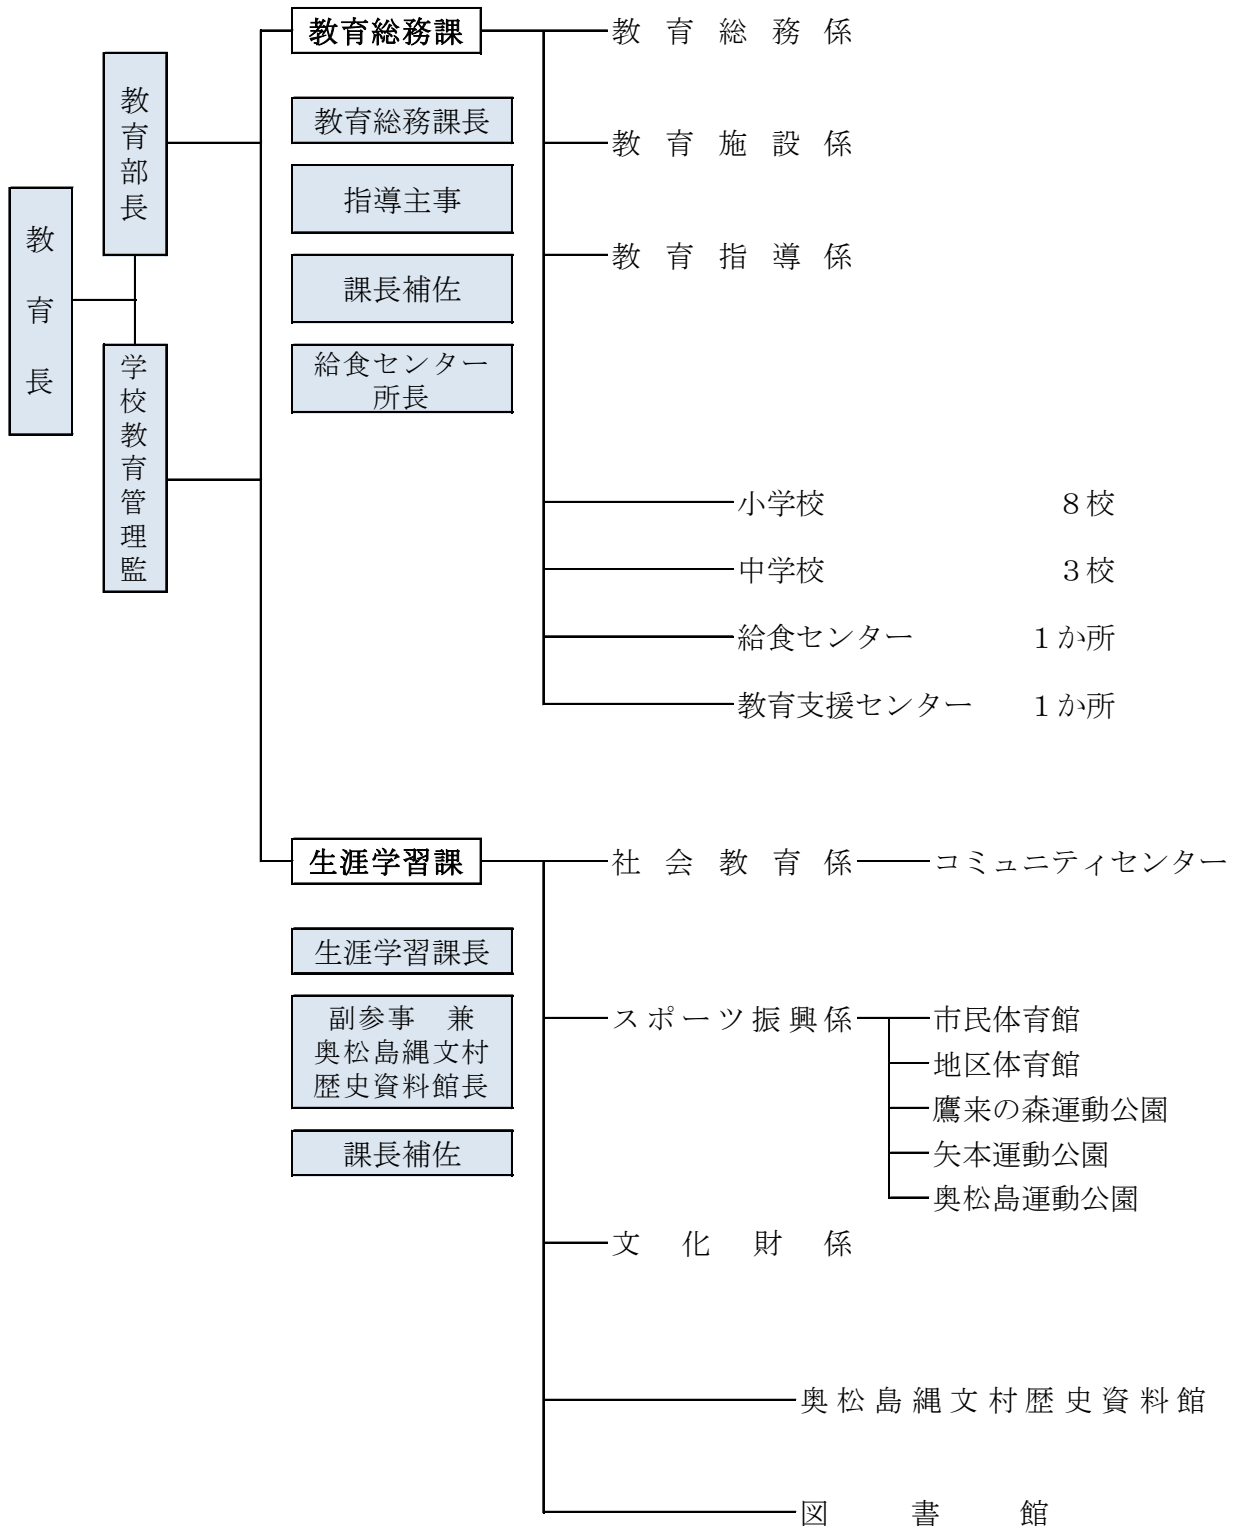 教育長
教育部長
学校教育管理監
教育総務課
教育総務課長
指導主事
課長補佐
給食センター
所長
教育総務係
教育施設係
教育指導係
小学校 8校
中学校 3校
給食センター 1か所
教育支援センター 1か所
生涯学習課
生涯学習課長
副参事 兼
奥松島縄文村
歴史資料館長
課長補佐
社会教育係
コミュニティセンター
スポーツ振興係
市民体育館
地区体育館
鷹来の森運動公園
矢本運動公園
奥松島運動公園
文化財係
奥松島縄文村歴史資料館
図書館